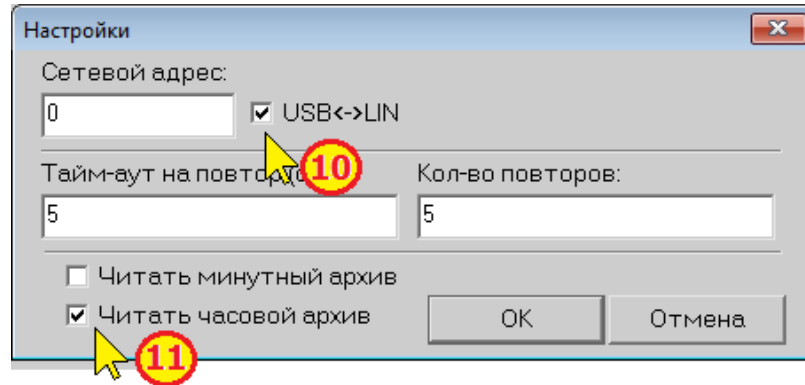 Настройки
Сетевой адрес:
0
USB<->LIN
10
Тайм-аут на повтор
Кол-во повторов:
5
5
Читать минутный архив
Читать часовой архив
OK
Отмена
11